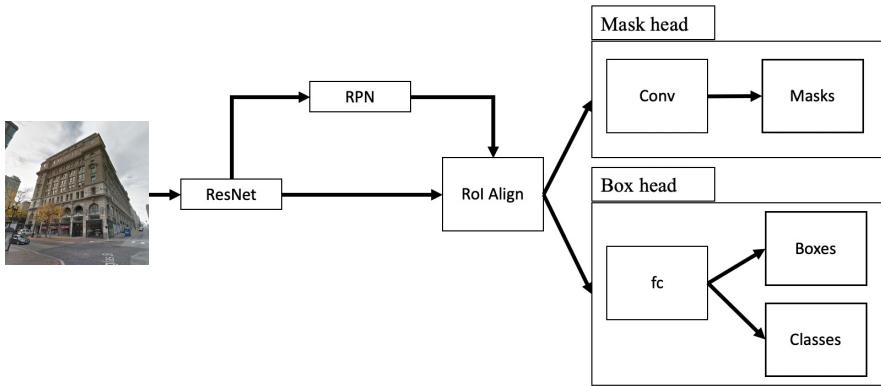 Mask head
Conv
Masks
RPN
ResNet
RoI Align
Box head
fc
Boxes
Classes